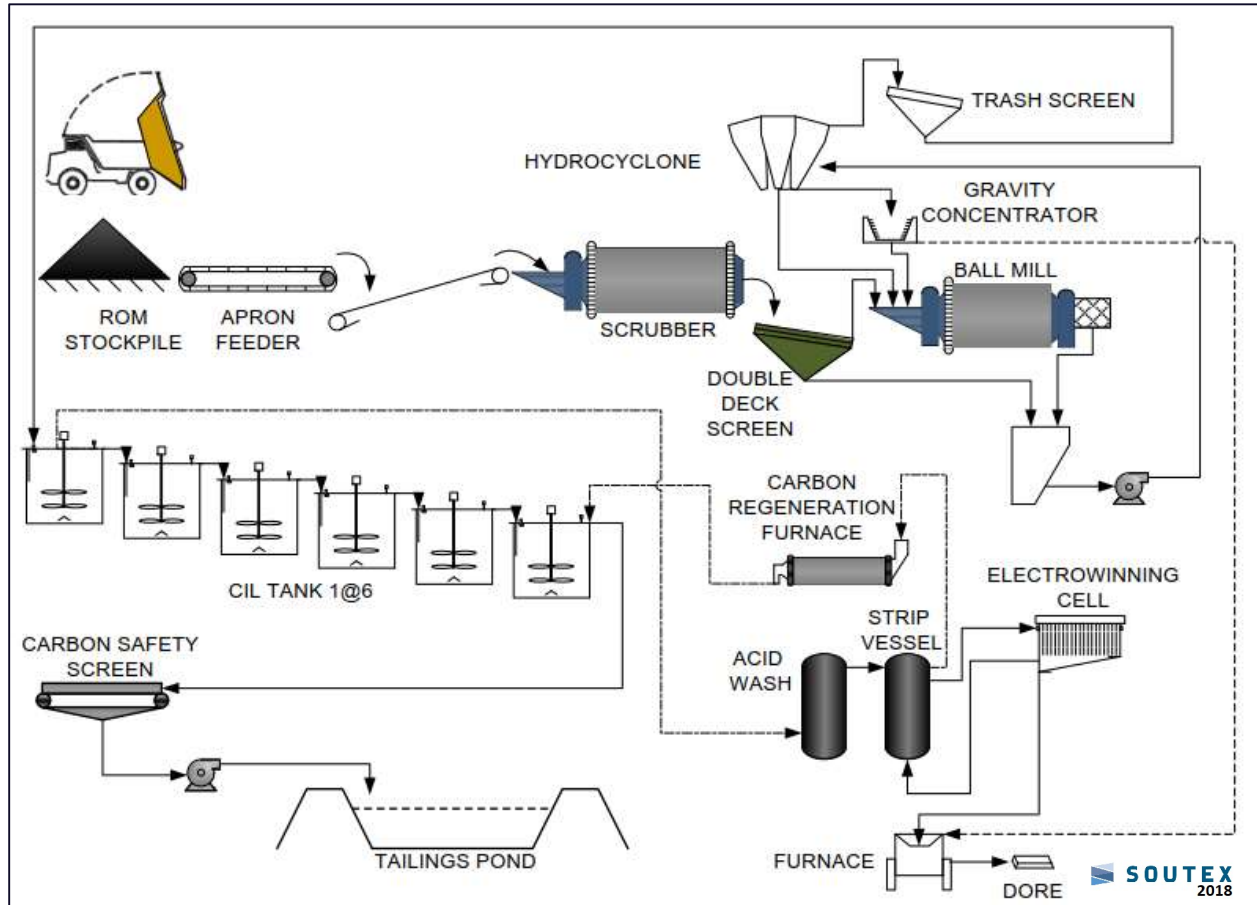 TRASH SCREEN
HYDROCYCLONE
GRAVITY
CONCENTRATOR
BALL MILL
ROM
STOCKPILE
APRON
FEEDER
SCRUBBER
DOUBLE
DECK
SCREEN
CARBON
REGENERATION
FURNACE
CIL TANK 1@6
ELECTROWINNING
CELL
STRIP
VESSEL
ACID
WASH
CARBON SAFETY
SCREEN
TAILINGS POND
FURNACE
DORE
SOUTEX
2018